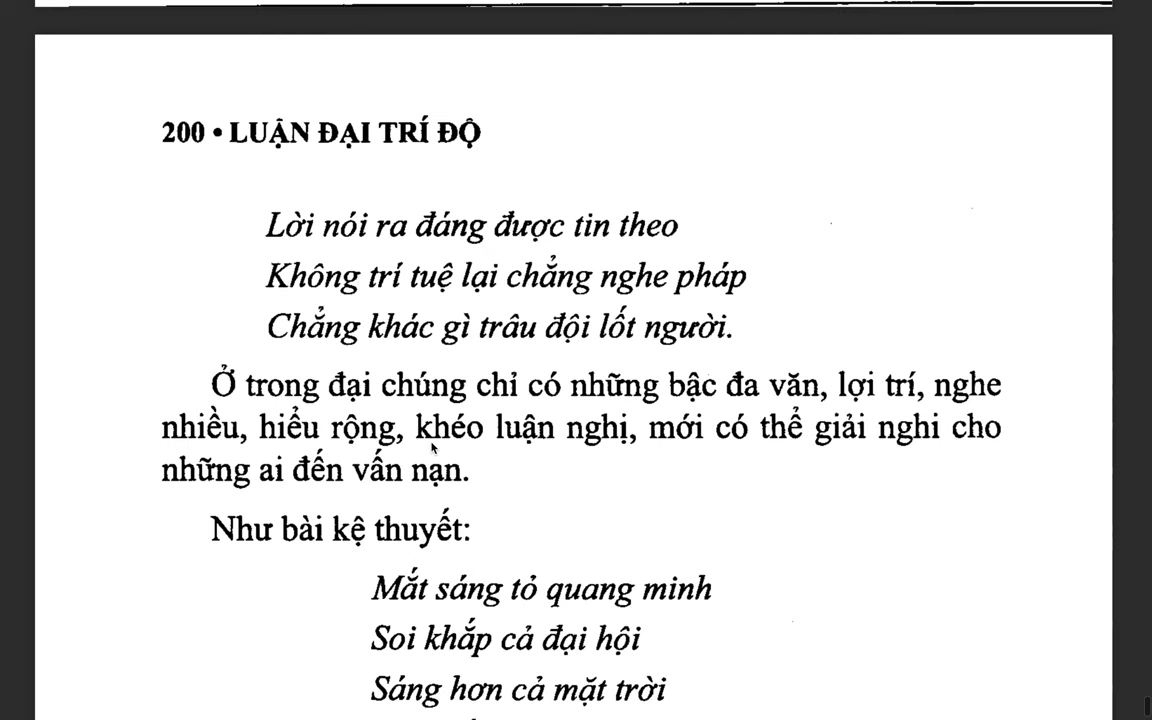 200 • LUẬN ĐẠI TRÍ ĐỘ
Lời nói ra đáng được tin theo
Không trí tuệ lại chẳng nghe pháp
Chẳng khác gì trâu đội lốt người.
Ở trong đại chúng chỉ có những bậc đa văn, lợi trí, nghe
nhiều, hiểu rộng, khéo luận nghị, mới có thể giải nghi cho
những ai đến vấn nạn.
Như bài kệ thuyết:
Mắt sáng tỏ quang minh
Soi khắp cả đại hội
Sáng hơn cả mặt trời